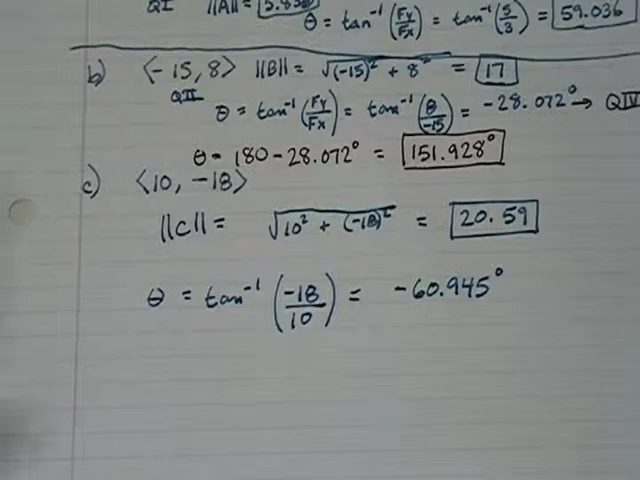 QI ||A|| = 5.83
θ = tan⁻¹(Fy/Fx) = tan⁻¹(5/3) = 59.036
b) ⟨-15, 8⟩ ||B|| = √((-15)² + 8²) = 17
QII θ = tan⁻¹(Fy/Fx) = tan⁻¹(8/-15) = -28.072° → QIV
θ = 180 - 28.072° = 151.928°
c) ⟨10, -18⟩
||C|| = √(10² + (-18)²) = 20.59
θ = tan⁻¹(-18/10) = -60.945°